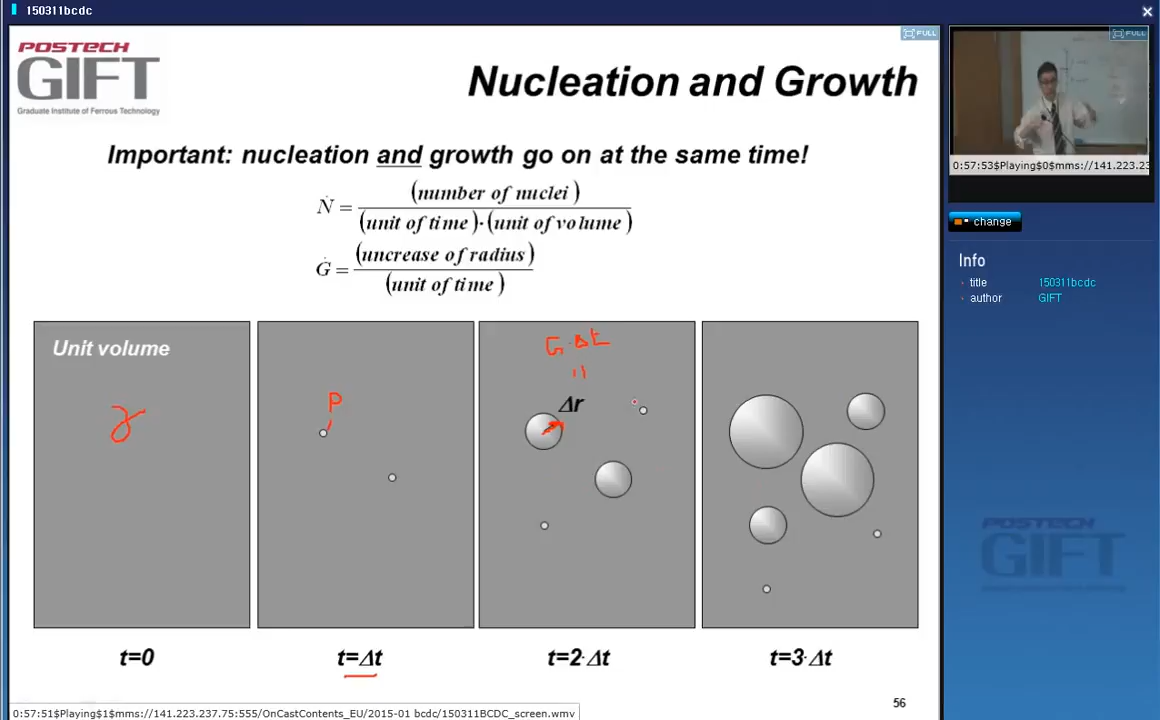 150311bcdc
POSTECH
GIFT
Graduate Institute of Ferrous Technology
FULL
FULL
Nucleation and Growth
Important: nucleation and growth go on at the same time!
Ṅ = (number of nuclei) / (unit of time)·(unit of volume)
Ġ = (uncrease of radius) / (unit of time)
0:57:53$Playing$0$mms://141.223.23
change
Info
title 150311bcdc
author GIFT
Unit volume
γ
P
G·Δt
=
Δr
t=0
t=Δt
t=2·Δt
t=3·Δt
POSTECH
GIFT
56
0:57:51$Playing$1$mms://141.223.237.75:555/OnCastContents_EU/2015-01 bcdc/150311BCDC_screen.wmv